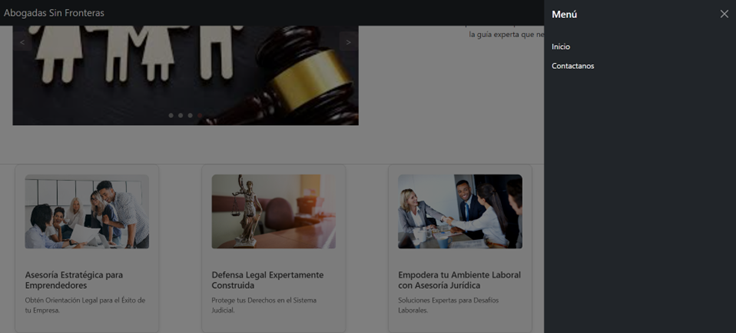 Abogadas Sin Fronteras
Menú
la guía experta que ne
Inicio
Contactanos
< >
Asesoría Estratégica para
Emprendedores
Obtén Orientación Legal para el Éxito de
tu Empresa.
Defensa Legal Expertamente
Construida
Protege tus Derechos en el Sistema
Judicial.
Empodera tu Ambiente Laboral
con Asesoría Jurídica
Soluciones Expertas para Desafíos
Laborales.